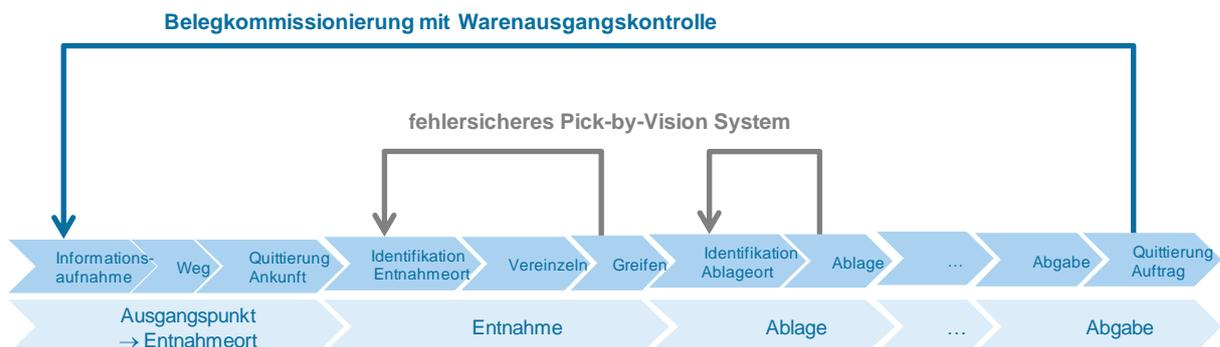 Belegkommissionierung mit Warenausgangskontrolle
fehlersicheres Pick-by-Vision System
Informations-
aufnahme
Weg
Quittierung
Ankunft
Identifikation
Entnahmeort
Vereinzeln
Greifen
Identifikation
Ablageort
Ablage
...
Abgabe
Quittierung
Auftrag
Ausgangspunkt
→ Entnahmeort
Entnahme
Ablage
...
Abgabe